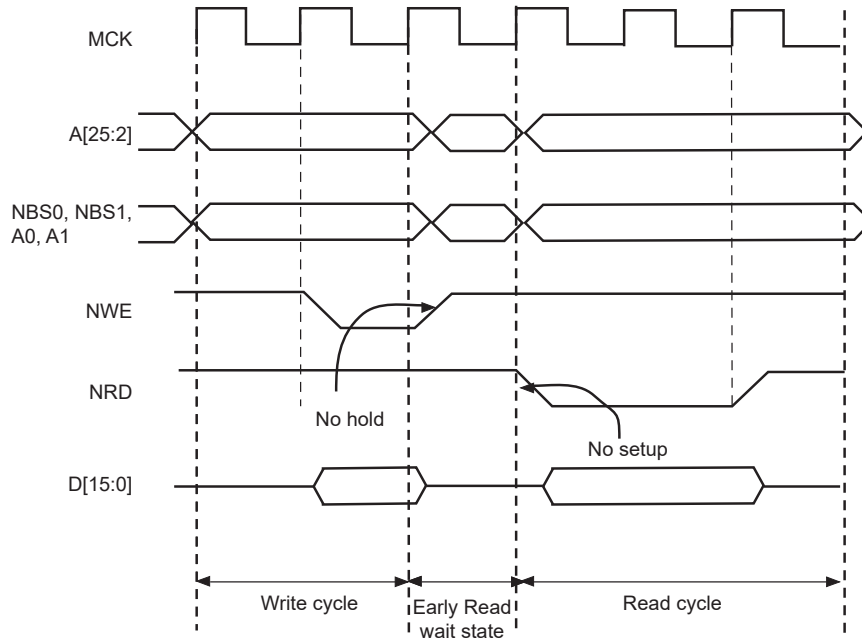 MCK
A[25:2]
NBS0, NBS1,
A0, A1
NWE
NRD
No hold
No setup
D[15:0]
Write cycle
Early Read
wait state
Read cycle